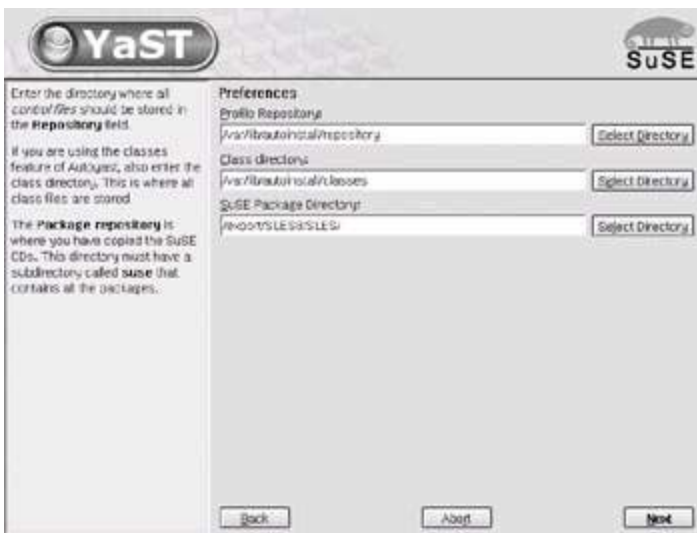 YaST
SuSE
Enter the directory where all
control files should be stored in
the Repository field.
If you are using the classes
feature of Autoyast, also enter the
class directory. This is where all
class files are stored
The Package repository is
where you have copied the SuSE
CDs. This directory must have a
subdirectory called suse that
contains all the packages.
Preferences
Profile Repository:
/var/lib/autoinstall/repository
Select Directory
Class directory:
/var/lib/autoinstall/classes
Select Directory
SuSE Package Directory:
/export/SLES8/SLES/
Select Directory
Back
Abort
Next